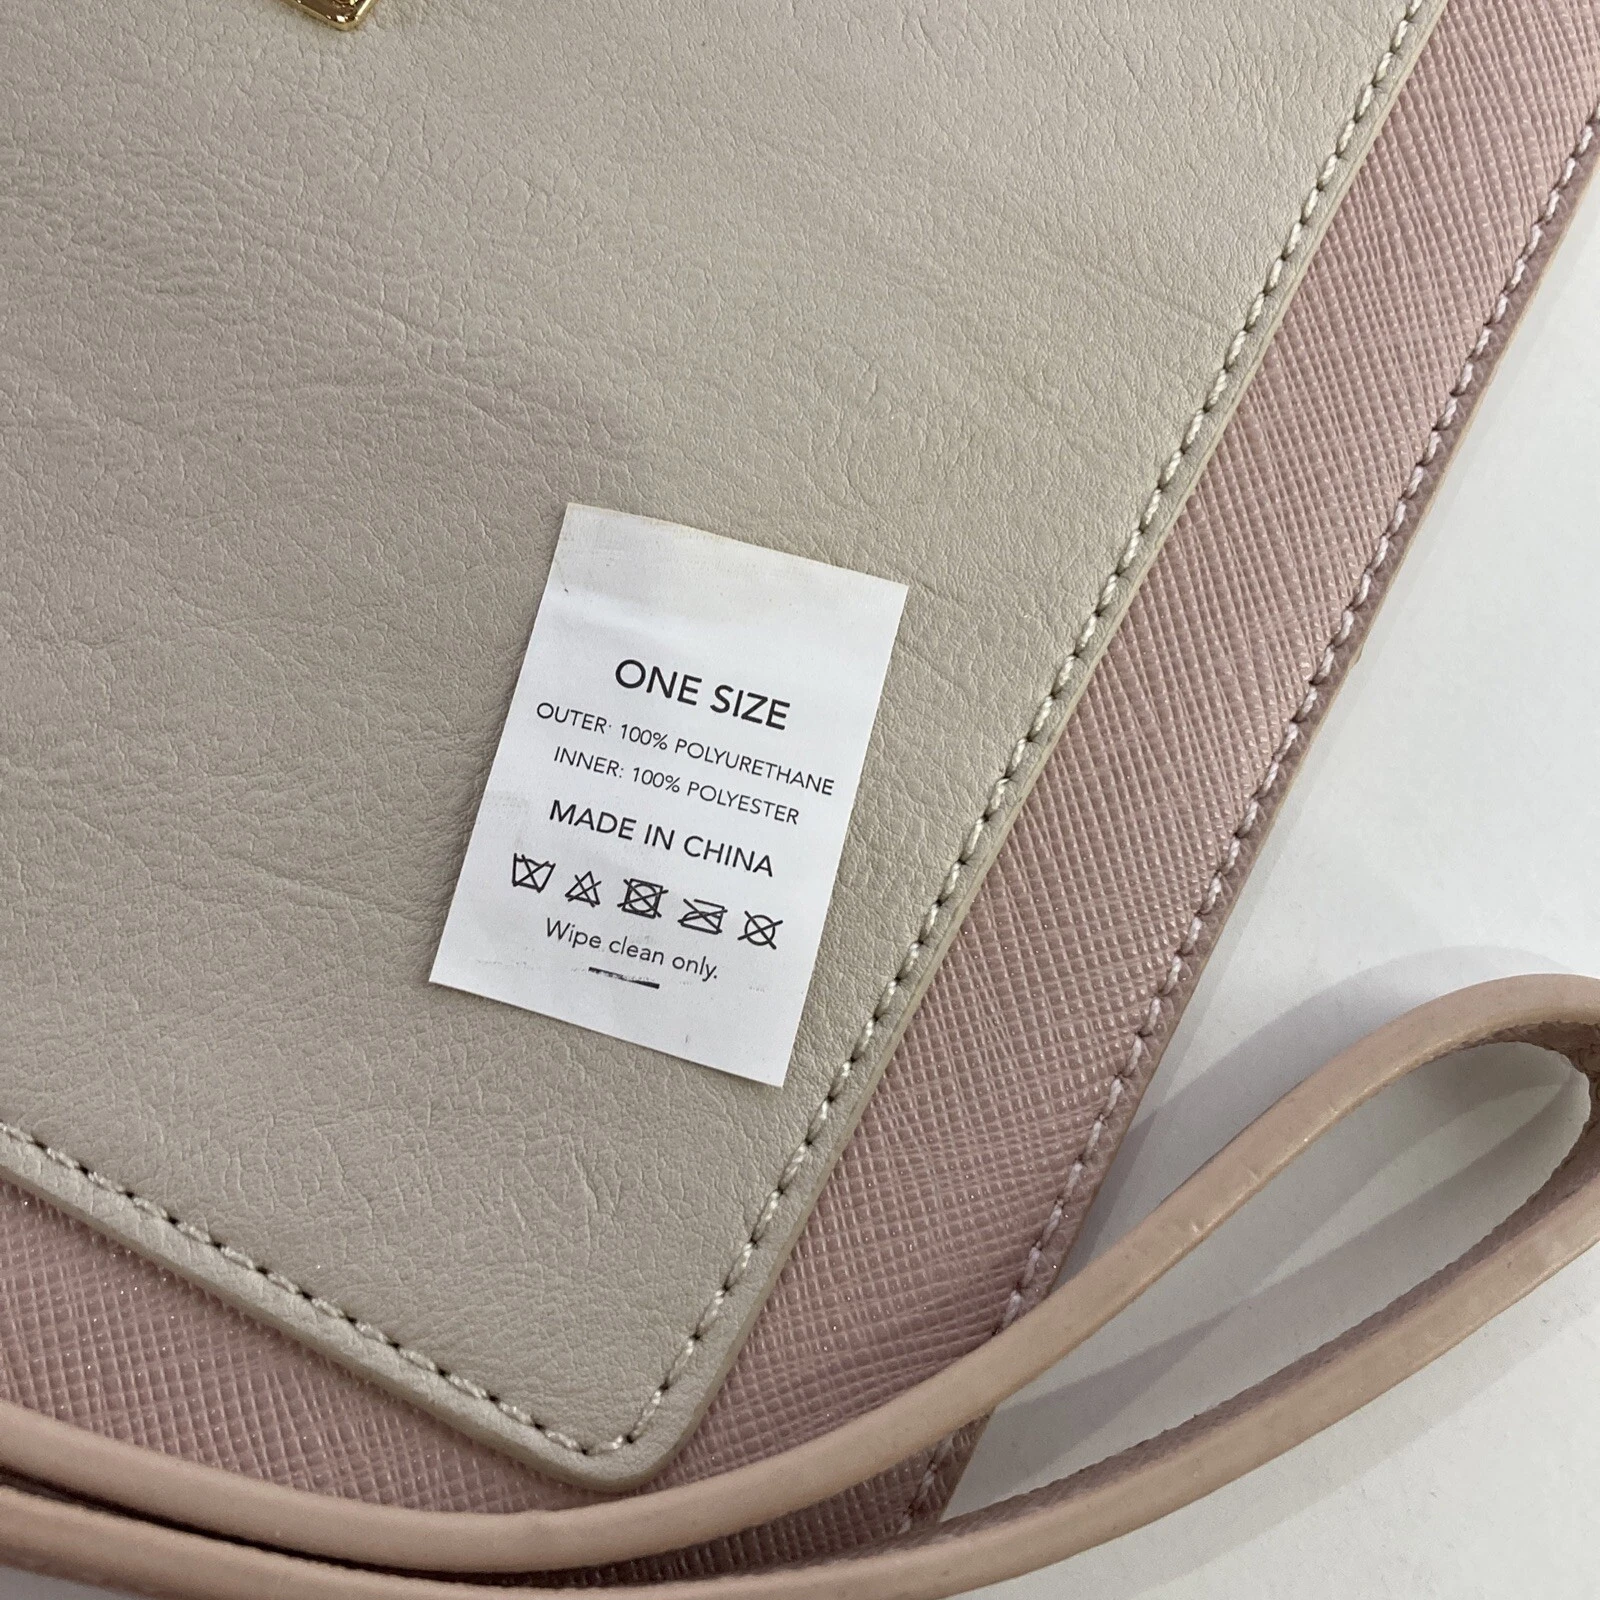 ONE SIZE
OUTER: 100% POLYURETHANE
INNER: 100% POLYESTER
MADE IN CHINA
Wipe clean only.